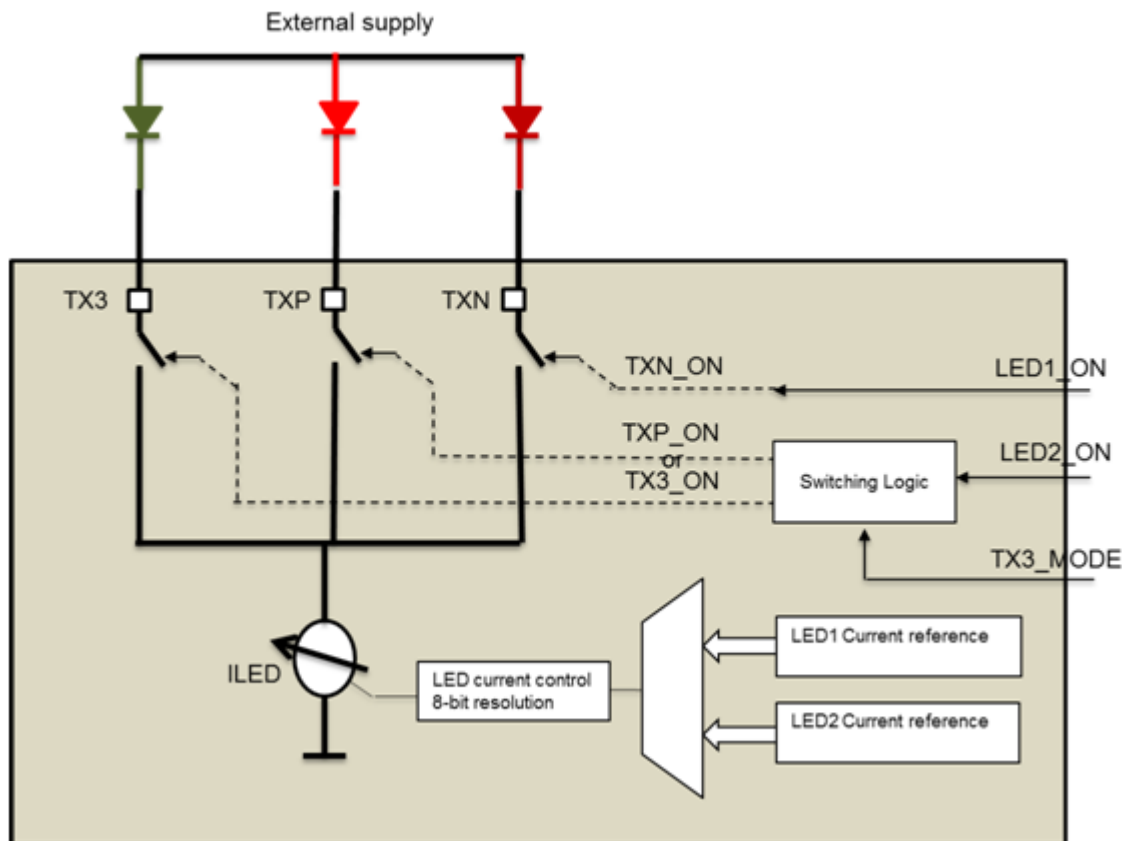 External supply
TX3
TXP
TXN
TXN_ON
LED1_ON
TXP_ON
or
TX3_ON
LED2_ON
Switching Logic
TX3_MODE
ILED
LED current control
8-bit resolution
LED1 Current reference
LED2 Current reference